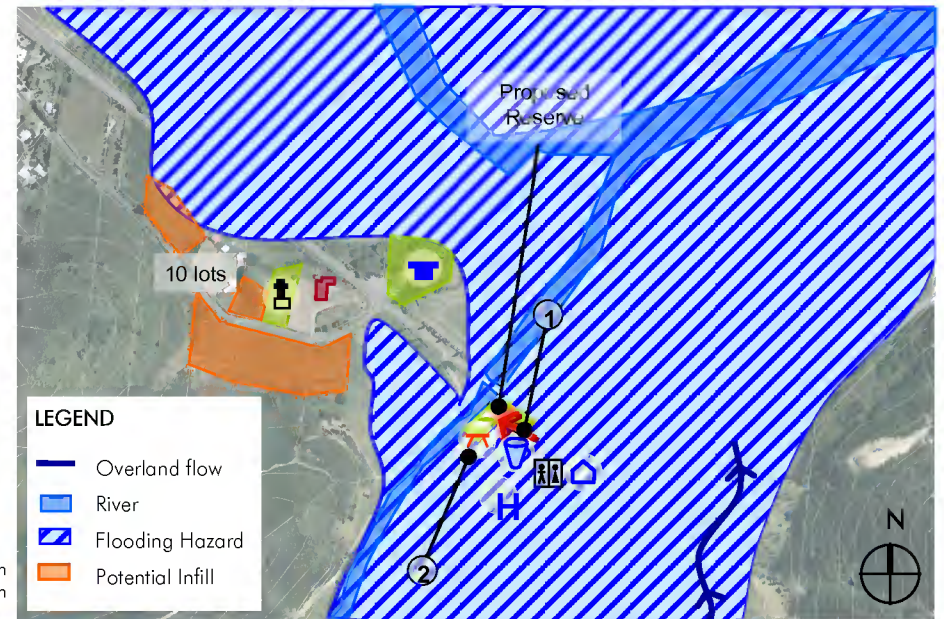 Proposed
Reserve
10 lots
1
LEGEND
Overland flow
River
Flooding Hazard
Potential Infill
H
2
N